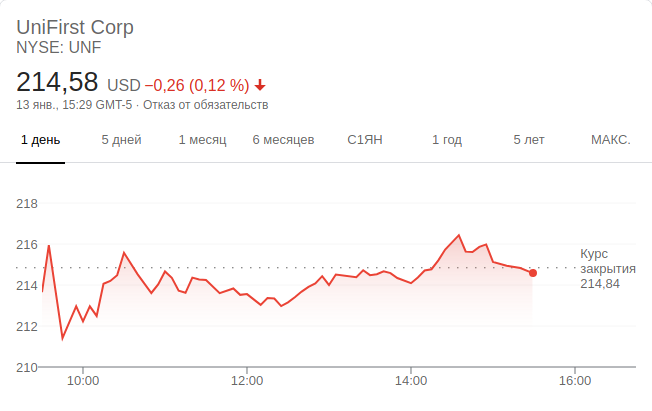 UniFirst Corp
NYSE: UNF
214,58 USD −0,26 (0,12 %)
13 янв., 15:29 GMT-5 · Отказ от обязательств
1 день 5 дней 1 месяц 6 месяцев С1ЯН 1 год 5 лет МАКС.
218
216
Курс
закрытия
214,84
214
212
210
10:00 12:00 14:00 16:00